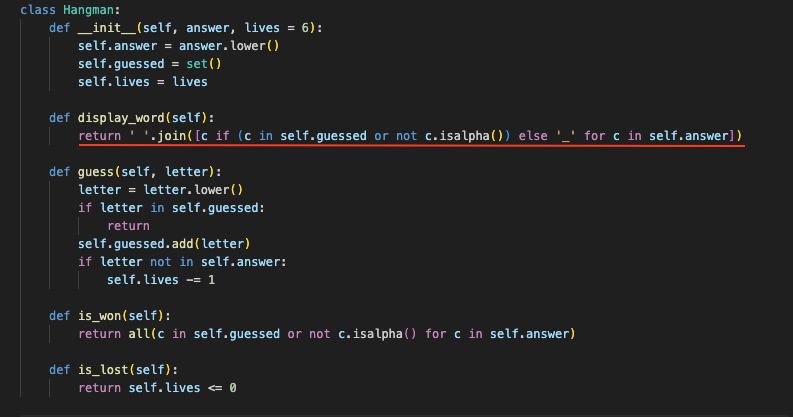 class Hangman:
    def __init__(self, answer, lives = 6):
        self.answer = answer.lower()
        self.guessed = set()
        self.lives = lives
    def display_word(self):
        return ' '.join([c if (c in self.guessed or not c.isalpha()) else '_' for c in self.answer])
    def guess(self, letter):
        letter = letter.lower()
        if letter in self.guessed:
            return
        self.guessed.add(letter)
        if letter not in self.answer:
            self.lives -= 1
    def is_won(self):
        return all(c in self.guessed or not c.isalpha() for c in self.answer)
    def is_lost(self):
        return self.lives <= 0